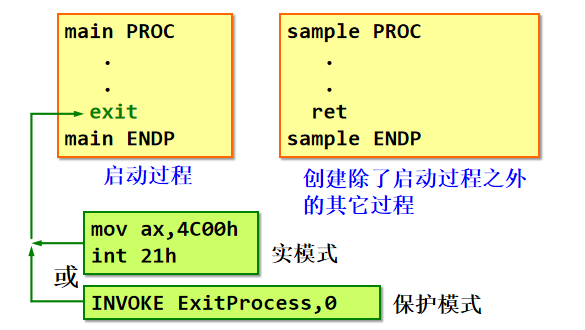 main PROC
.
.
exit
main ENDP
启动过程
sample PROC
.
.
ret
sample ENDP
创建除了启动过程之外
的其它过程
mov ax,4C00h
int 21h
实模式
或
INVOKE ExitProcess,0
保护模式